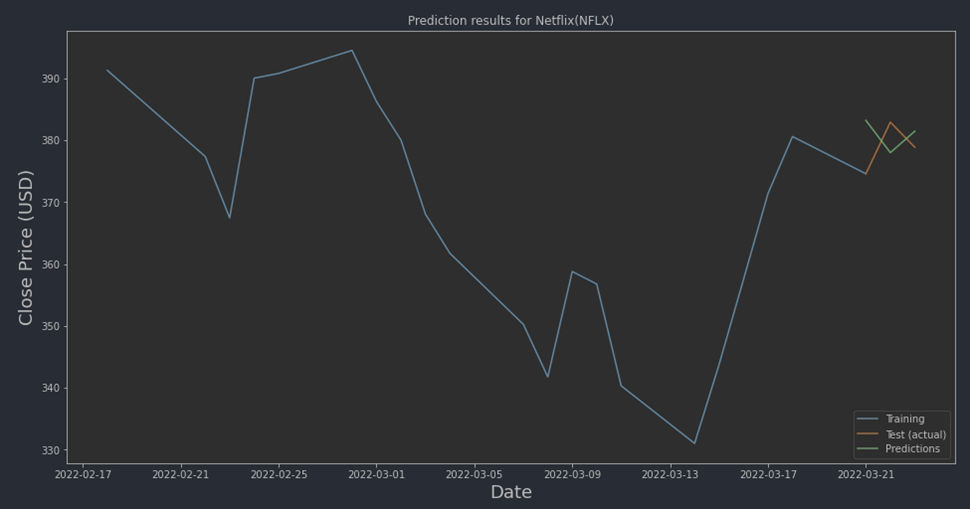 Prediction results for Netflix(NFLX)
Close Price (USD)
390
380
370
360
350
340
330
Training
Test (actual)
Predictions
2022-02-17 2022-02-21 2022-02-25 2022-03-01 2022-03-05 2022-03-09 2022-03-13 2022-03-17 2022-03-21
Date